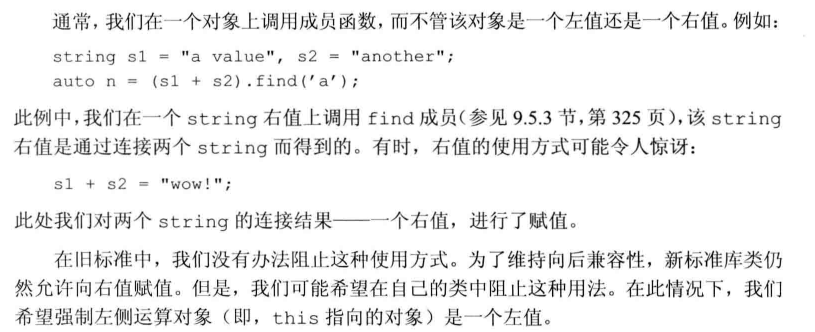 通常，我们在一个对象上调用成员函数，而不管该对象是一个左值还是一个右值。例如：
string s1 = "a value", s2 = "another";
auto n = (s1 + s2).find('a');
此例中，我们在一个 string 右值上调用 find 成员（参见 9.5.3 节，第 325 页），该 string
右值是通过连接两个 string 而得到的。有时，右值的使用方式可能令人惊讶：
s1 + s2 = "wow!";
此处我们对两个 string 的连接结果——一个右值，进行了赋值。
在旧标准中，我们没有办法阻止这种使用方式。为了维持向后兼容性，新标准库类仍
然允许向右值赋值。但是，我们可能希望在自己的类中阻止这种用法。在此情况下，我们
希望强制左侧运算对象（即，this 指向的对象）是一个左值。